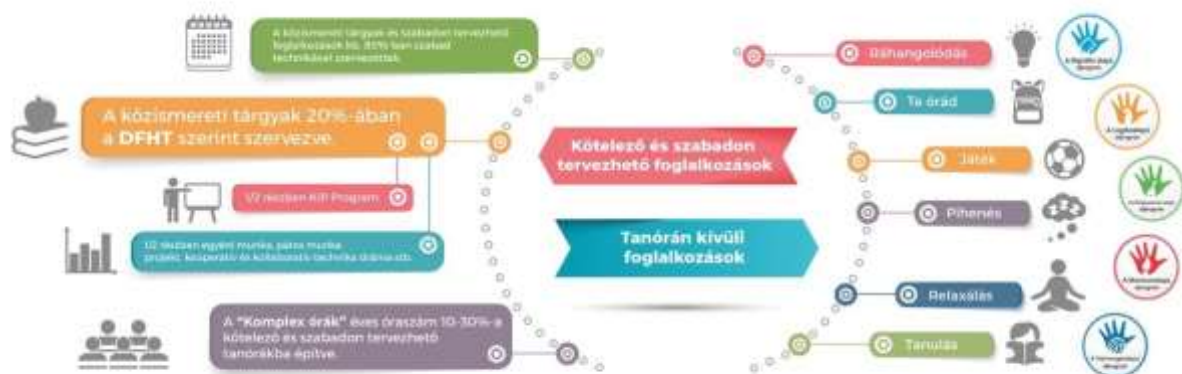 A közismereti tárgyak és szabadon tervezhető
foglalkozások kb. 80%-ban szabad
technikával szervezettek.
A közismereti tárgyak 20%-ában
a DFHT szerint szervezve.
1/2 részben KIP Program
1/2 részben egyéni munka, páros munka
projekt, kooperatív és kollaboratív technika
A "Komplex órák" éves óraszám 10-30%-a
kötelező és szabadon tervezhető
tanórákba építve.
Kötelező és szabadon
tervezhető foglalkozások
Tanórán kívüli
foglalkozások
Ráhangolódás
Te órád
Játék
Pihenés
Relaxálás
Tanulás